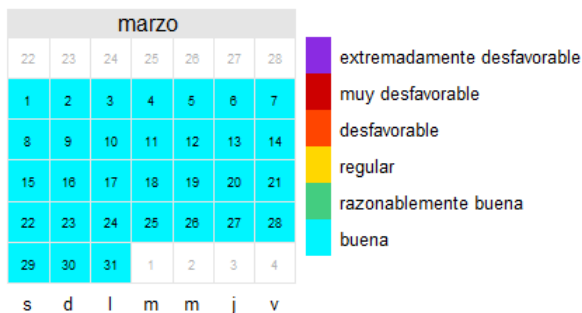 marzo
22 23 24 25 26 27 28
1 2 3 4 5 6 7
8 9 10 11 12 13 14
15 16 17 18 19 20 21
22 23 24 25 26 27 28
29 30 31 1 2 3 4
s d l m m j v
extremadamente desfavorable
muy desfavorable
desfavorable
regular
razonablemente buena
buena